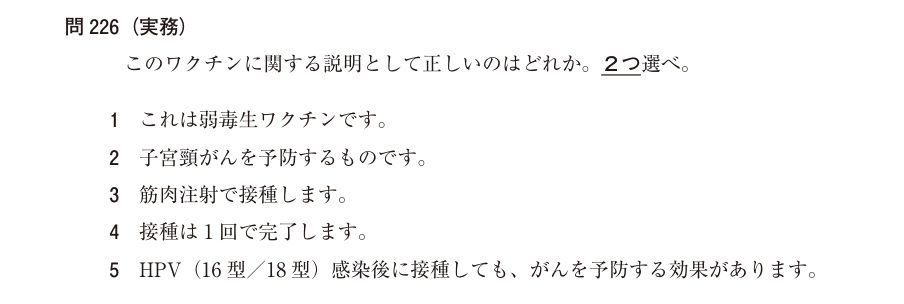 問 226（実務）
このワクチンに関する説明として正しいのはどれか。２つ選べ。
1 これは弱毒生ワクチンです。
2 子宮頸がんを予防するものです。
3 筋肉注射で接種します。
4 接種は１回で完了します。
5 HPV（16 型／18 型）感染後に接種しても、がんを予防する効果があります。